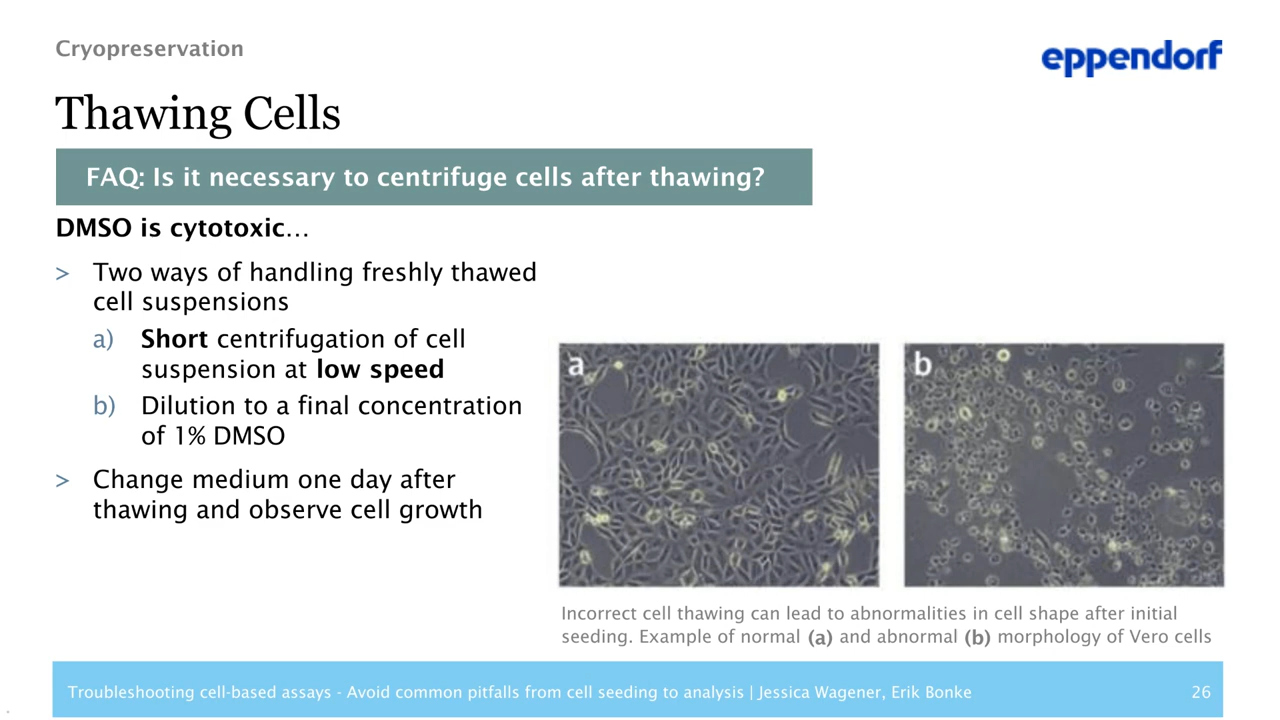 Cryopreservation
eppendorf
Thawing Cells
FAQ: Is it necessary to centrifuge cells after thawing?
DMSO is cytotoxic…
> Two ways of handling freshly thawed
cell suspensions
a) Short centrifugation of cell
suspension at low speed
b) Dilution to a final concentration
of 1% DMSO
> Change medium one day after
thawing and observe cell growth
a
b
Incorrect cell thawing can lead to abnormalities in cell shape after initial
seeding. Example of normal (a) and abnormal (b) morphology of Vero cells
Troubleshooting cell-based assays - Avoid common pitfalls from cell seeding to analysis | Jessica Wagener, Erik Bonke
26